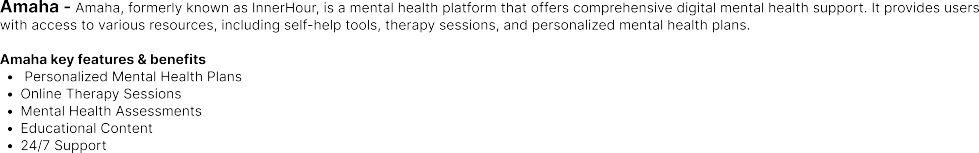 Amaha - Amaha, formerly known as InnerHour, is a mental health platform that offers comprehensive digital mental health support. It provides users
with access to various resources, including self-help tools, therapy sessions, and personalized mental health plans.
Amaha key features & benefits
• Personalized Mental Health Plans
• Online Therapy Sessions
• Mental Health Assessments
• Educational Content
• 24/7 Support